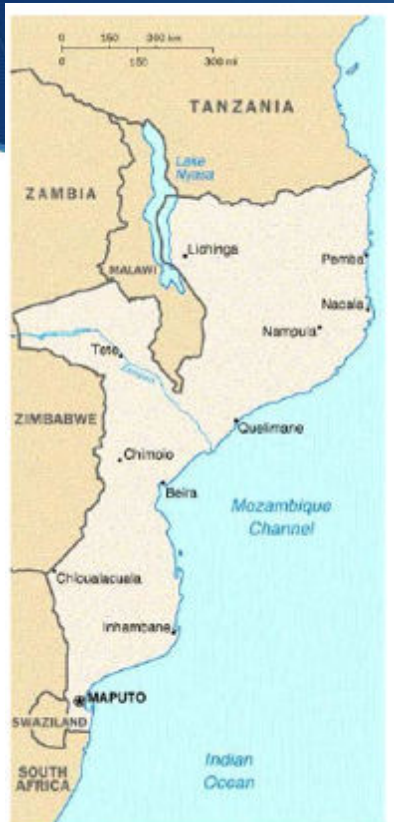 0 150 300 km
0 150 300 mi
TANZANIA
Lake
Nyasa
ZAMBIA
MALAWI
Lichinga
Pemba
Nacala
Nampula
Tete
ZIMBABWE
Quelimane
Chimoio
Beira
Mozambique
Channel
Inhambane
MAPUTO
SWAZILAND
SOUTH
AFRICA
Indian
Ocean